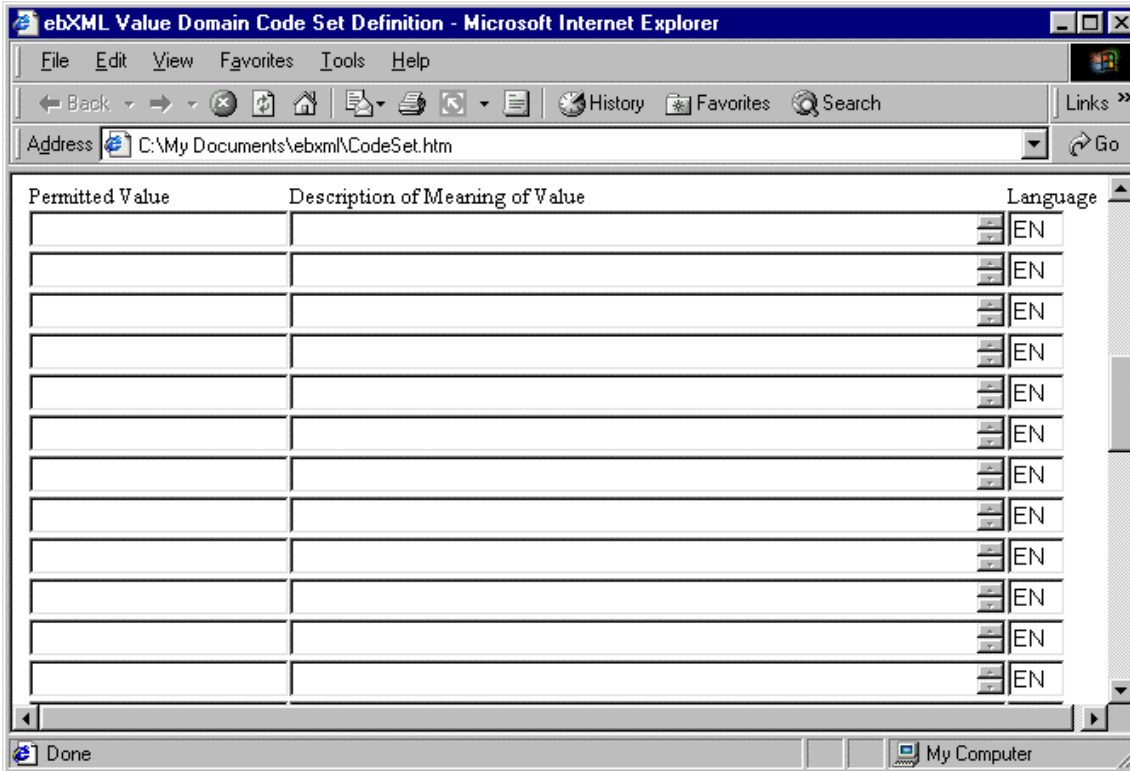 ebXML Value Domain Code Set Definition - Microsoft Internet Explorer
File Edit View Favorites Tools Help
Back History Favorites Search Links »
Address C:\My Documents\ebxml\CodeSet.htm Go
Permitted Value Description of Meaning of Value Language
EN
EN
EN
EN
EN
EN
EN
EN
EN
EN
EN
EN
Done My Computer